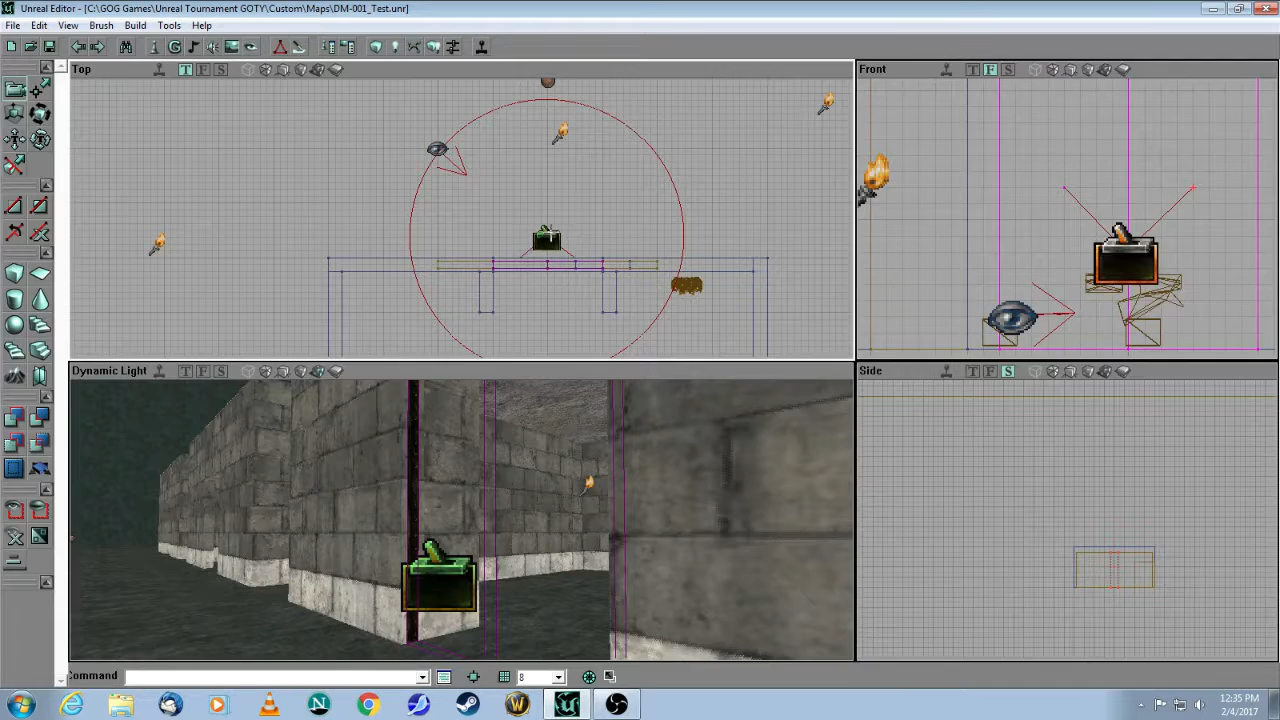 Unreal Editor - [C:\GOG Games\Unreal Tournament GOTY\Custom\Maps\DM-001_Test.unr]
File Edit View Brush Build Tools Help
Top T F S
Front T F S
Dynamic Light T F S
Side T F S
Command 8
12:35 PM
2/4/2017